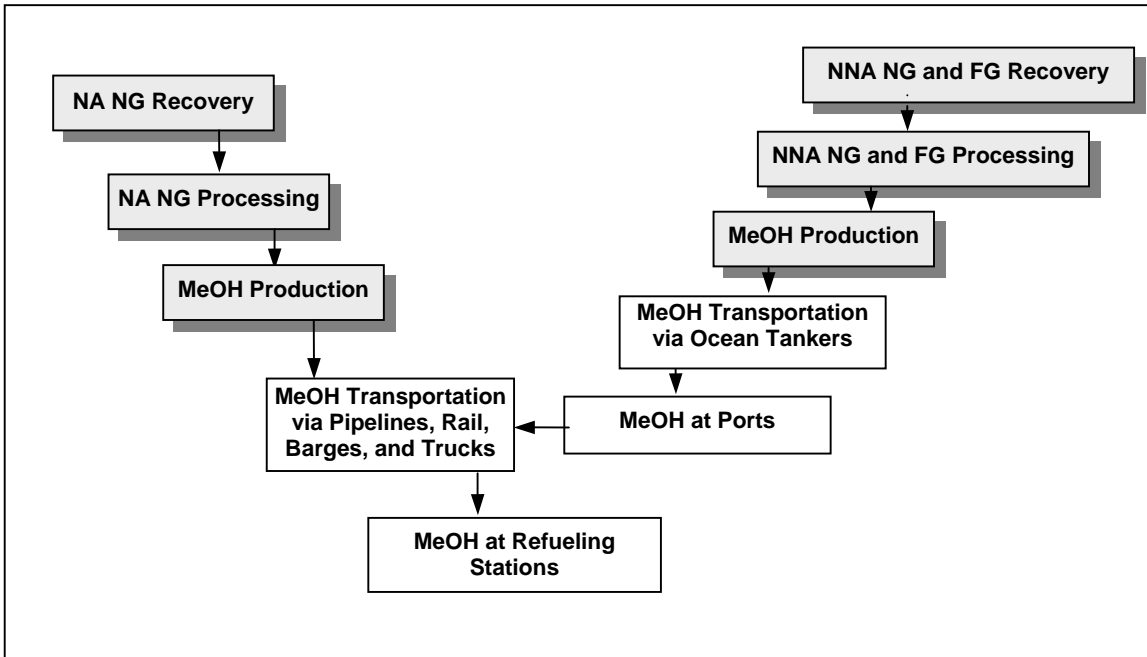 NNA NG and FG Recovery
NA NG Recovery
NNA NG and FG Processing
NA NG Processing
MeOH Production
MeOH Production
MeOH Transportation
via Ocean Tankers
MeOH Transportation
via Pipelines, Rail,
Barges, and Trucks
MeOH at Ports
MeOH at Refueling
Stations